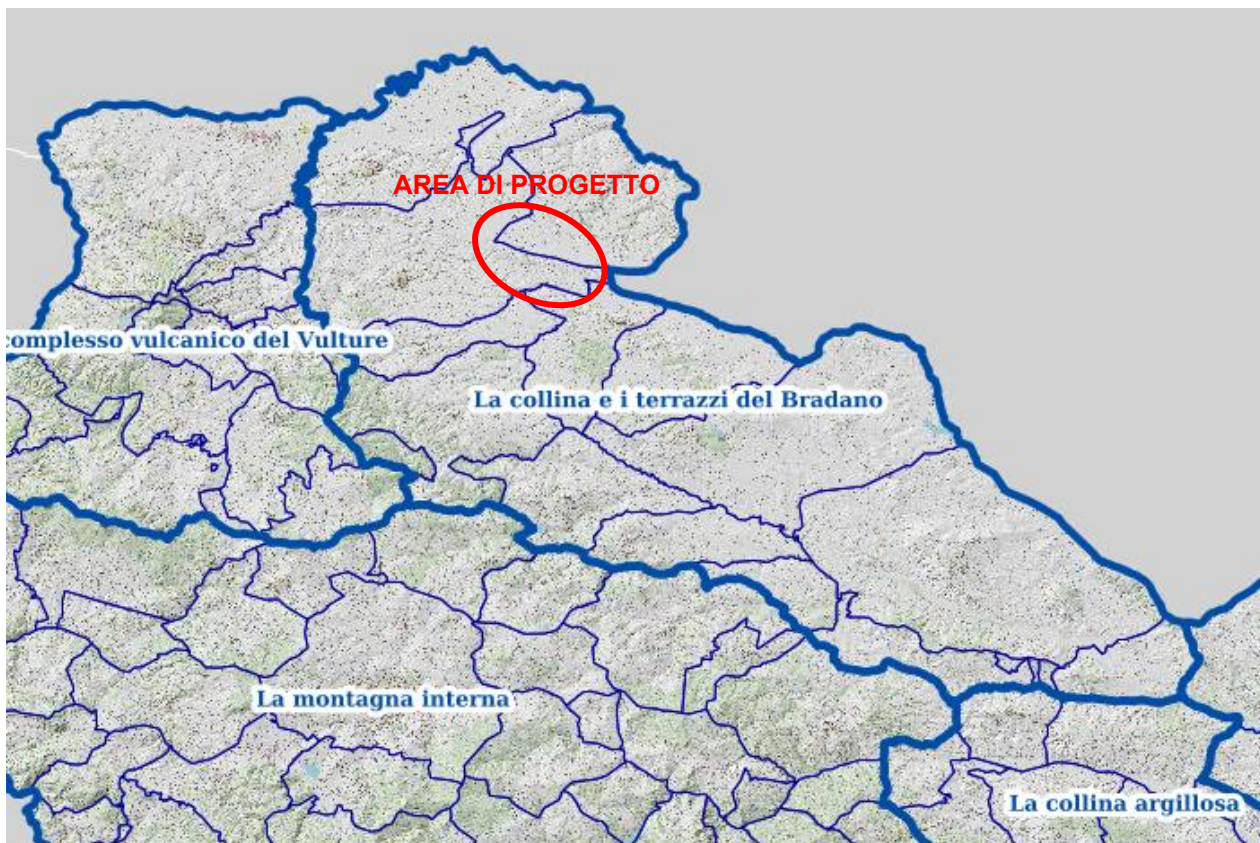 AREA DI PROGETTO
complesso vulcanico del Vulture
La collina e i terrazzi del Bradano
La montagna interna
La collina argillosa